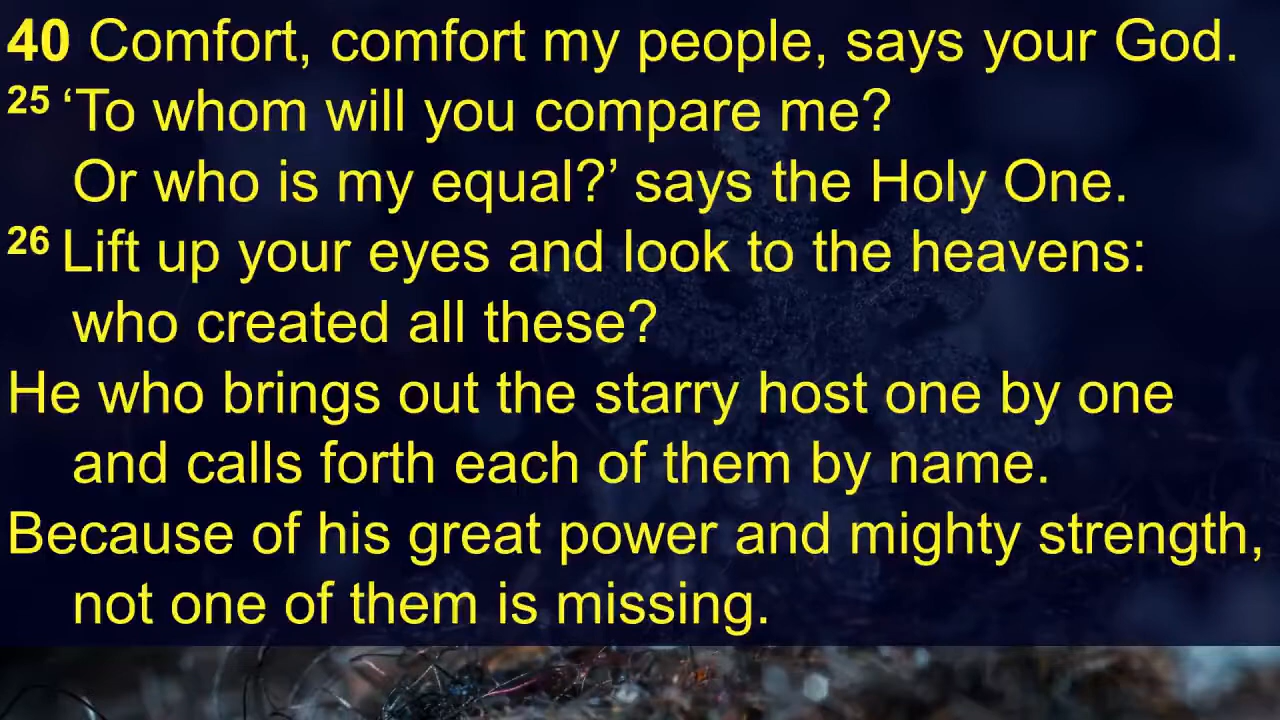 40 Comfort, comfort my people, says your God.
25 ‘To whom will you compare me?
Or who is my equal?’ says the Holy One.
26 Lift up your eyes and look to the heavens:
who created all these?
He who brings out the starry host one by one
and calls forth each of them by name.
Because of his great power and mighty strength,
not one of them is missing.